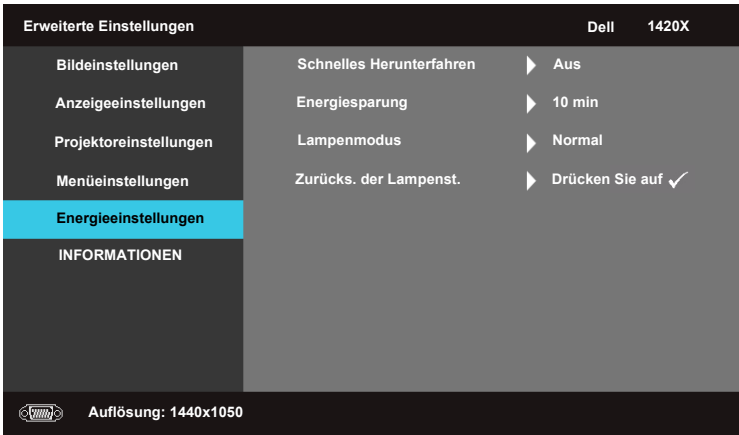 Erweiterte Einstellungen Dell 1420X
Bildeinstellungen Schnelles Herunterfahren Aus
Anzeigeeinstellungen Energiesparung 10 min
Projektoreinstellungen Lampenmodus Normal
Menüeinstellungen Zurücks. der Lampenst. Drücken Sie auf ✓
Energieeinstellungen
INFORMATIONEN
Auflösung: 1440x1050